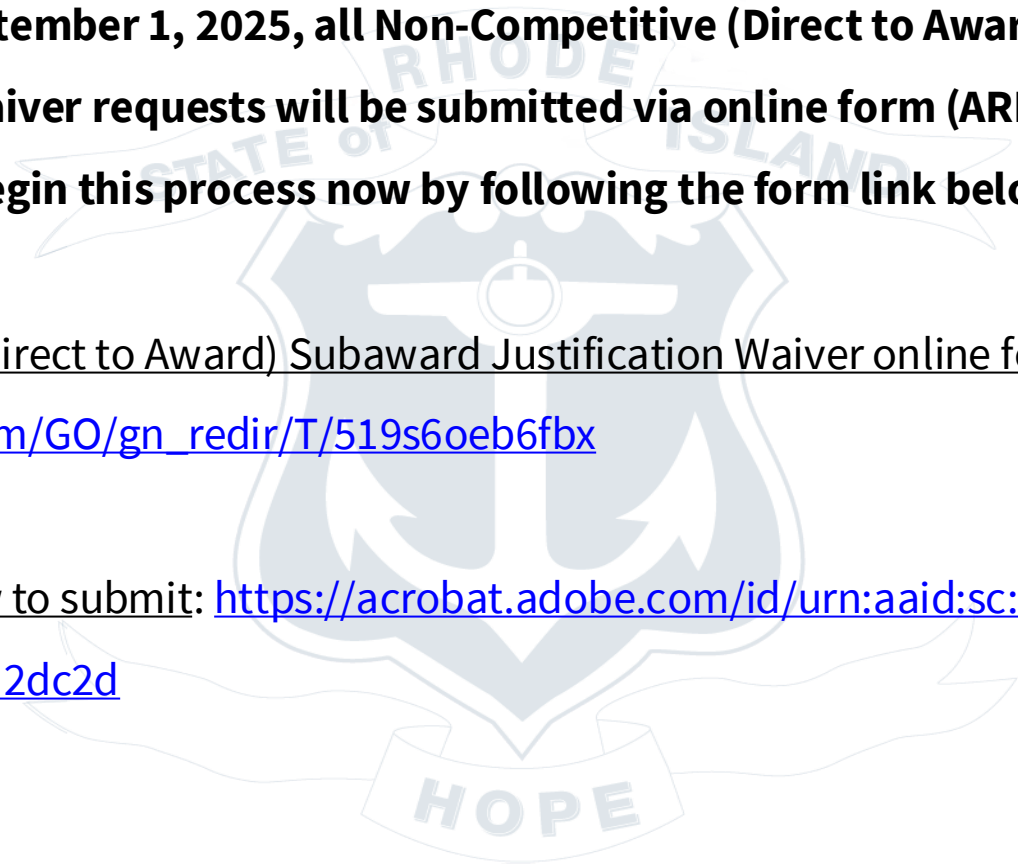 tember 1, 2025, all Non-Competitive (Direct to Awar
aiver requests will be submitted via online form (AR
egin this process now by following the form link belo
irect to Award) Subaward Justification Waiver online f
m/GO/gn_redir/T/519s6oeb6fbx
to submit: https://acrobat.adobe.com/id/urn:aaid:sc:
2dc2d
STATE OF RHODE ISLAND
HOPE